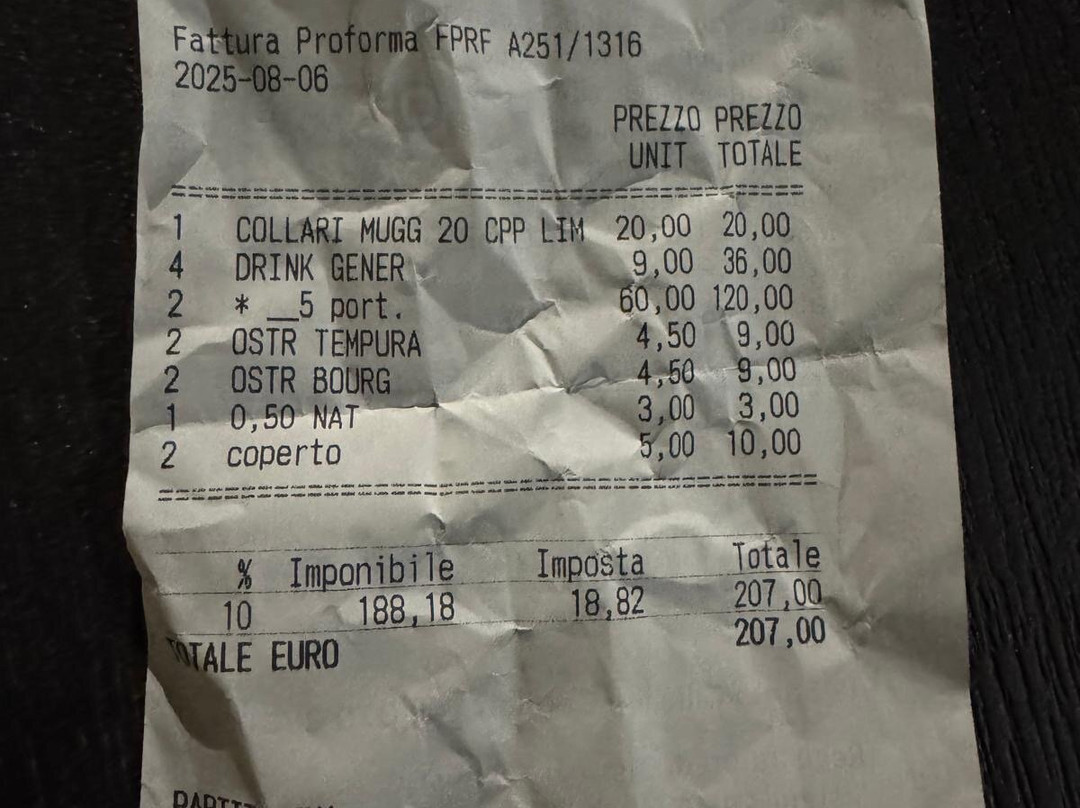 Fattura Proforma FPRF A251/1316
2025-08-06
PREZZO PREZZO
UNIT TOTALE
1 COLLARI MUGG 20 CPP LIM 20,00 20,00
4 DRINK GENER 9,00 36,00
2 * __5 port. 60,00 120,00
2 OSTR TEMPURA 4,50 9,00
2 OSTR BOURG 4,50 9,00
1 0,50 NAT 3,00 3,00
2 coperto 5,00 10,00
% Imponibile Imposta Totale
10 188,18 18,82 207,00
TOTALE EURO 207,00